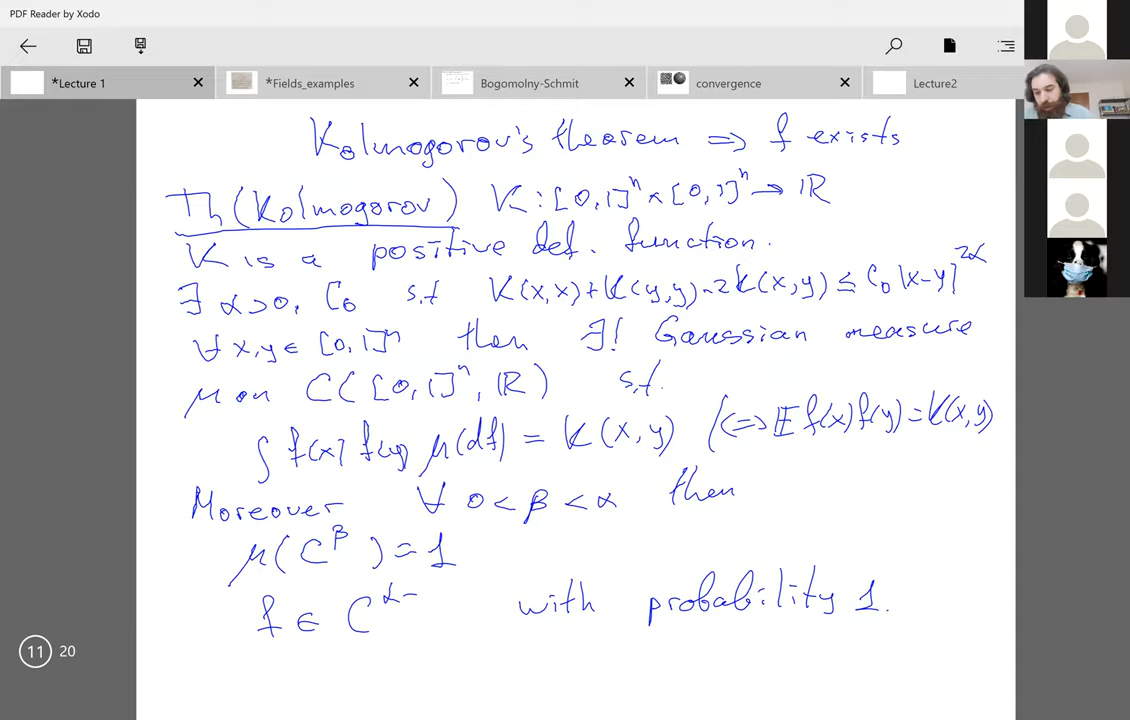 PDF Reader by Xodo
*Lecture 1
*Fields_examples
Bogomolny-Schmit
convergence
Lecture2
Kolmogorov's theorem => f exists
Th (Kolmogorov) K : [0,1]^n × [0,1]^n → ℝ
K is a positive def. function.
∃ α>0, C_0 s.t K(x,x)+K(y,y)-2K(x,y) ≤ C_0 |x-y|^{2α}
∀ x,y ∈ [0,1]^n then ∃! Gaussian measure
μ on C([0,1]^n, ℝ) s.t.
∫ f(x) f(y) μ(df) = K(x,y) (<=> 𝔼 f(x) f(y) = K(x,y)
Moreover ∀ 0 < β < α then
μ( C^β ) = 1
f ∈ C^{α-} with probability 1.
11 20